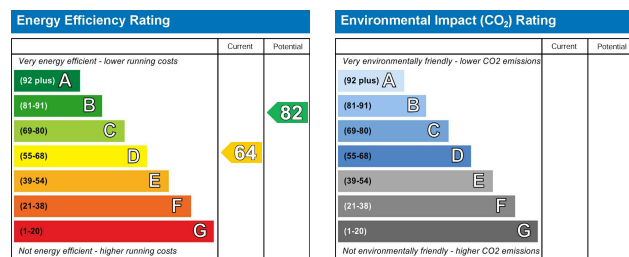 Energy Efficiency Rating
Current Potential
Very energy efficient - lower running costs
(92 plus) A
(81-91) B
82
(69-80) C
(55-68) D
64
(39-54) E
(21-38) F
(1-20) G
Not energy efficient - higher running costs
Environmental Impact (CO2) Rating
Current Potential
Very environmentally friendly - lower CO2 emissions
(92 plus) A
(81-91) B
(69-80) C
(55-68) D
(39-54) E
(21-38) F
(1-20) G
Not environmentally friendly - higher CO2 emissions